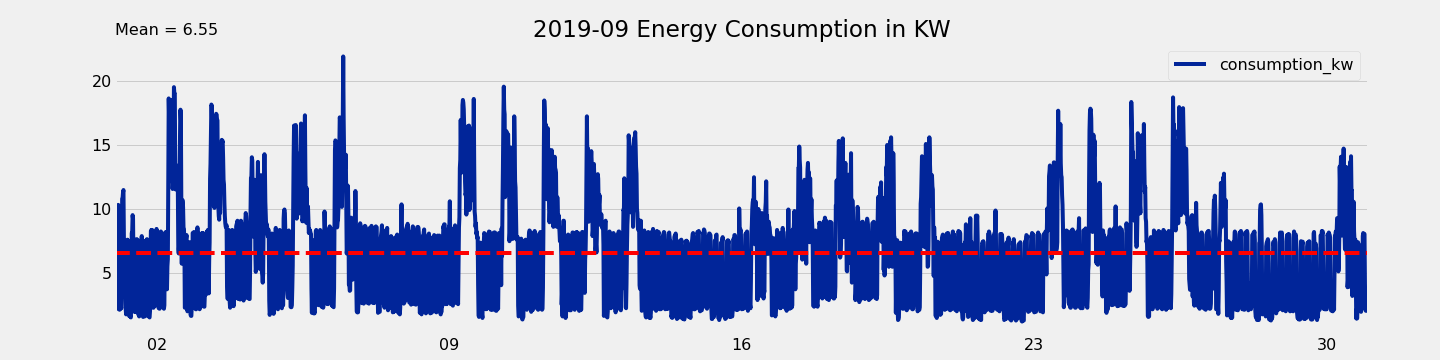 Mean = 6.55
2019-09 Energy Consumption in KW
consumption_kw
20
15
10
5
02 09 16 23 30